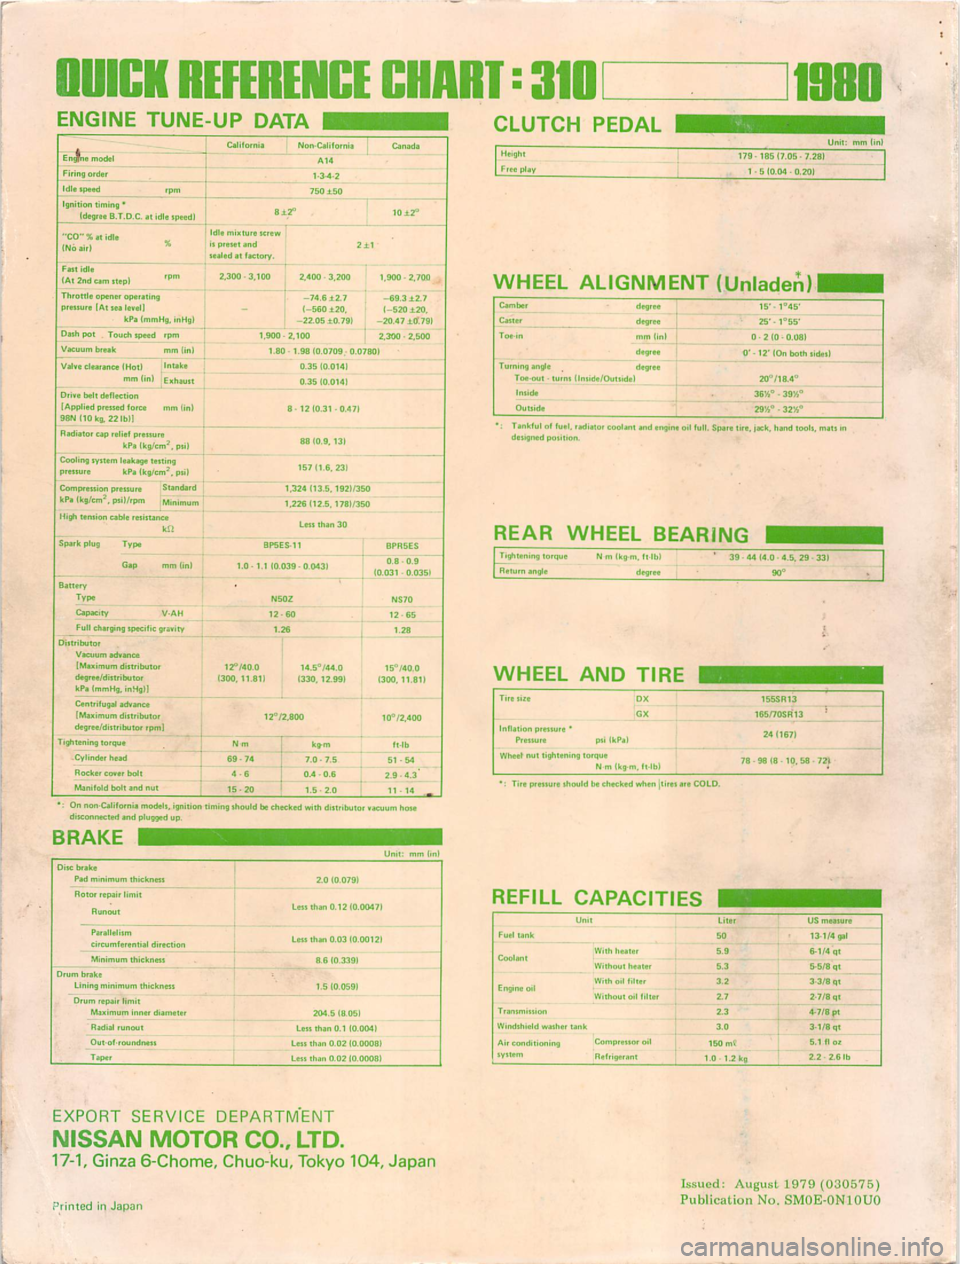 QUICK REFERENCE CHART : 310 1980
ENGINE TUNE-UP DATA
California Non-California Canada
Engine model A14
Firing order 1-3-4-2
Idle speed rpm 750 ±50
Ignition timing *
(degree B.T.D.C. at idle speed) 8 ±2° 10 ±2°
"CO" % at idle
(No air) % Idle mixture screw is preset and sealed at factory. 2 ±1
Fast idle
(At 2nd cam step) rpm 2,300 - 3,100 2,400 - 3,200 1,900 - 2,700
Throttle opener operating
pressure [At sea level]
kPa (mmHg, inHg) – –74.6 ±2.7 (–560 ±20, –22.05 ±0.79) –69.3 ±2.7 (–520 ±20, –20.47 ±0.79)
Dash pot Touch speed rpm 1,900 - 2,100 2,300 - 2,500
Vacuum break mm (in) 1.80 - 1.98 (0.0709 - 0.0780)
Valve clearance (Hot) Intake 0.35 (0.014)
mm (in) Exhaust 0.35 (0.014)
Drive belt deflection
[Applied pressed force mm (in)
98N (10 kg, 22 lb)] 8 - 12 (0.31 - 0.47)
Radiator cap relief pressure
kPa (kg/cm², psi) 88 (0.9, 13)
Cooling system leakage testing
pressure kPa (kg/cm², psi) 157 (1.6, 23)
Compression pressure Standard 1,324 (13.5, 192)/350
kPa (kg/cm², psi)/rpm Minimum 1,226 (12.5, 178)/350
High tension cable resistance
kΩ Less than 30
Spark plug Type BP5ES-11 BPR5ES
Gap mm (in) 1.0 - 1.1 (0.039 - 0.043) 0.8 - 0.9 (0.031 - 0.035)
Battery
Type N50Z NS70
Capacity V-AH 12 - 60 12 - 65
Full charging specific gravity 1.26 1.28
Distributor
Vacuum advance
[Maximum distributor
degree/distributor
kPa (mmHg, inHg)] 12°/40.0 (300, 11.81) 14.5°/44.0 (330, 12.99) 15°/40.0 (300, 11.81)
Centrifugal advance
[Maximum distributor
degree/distributor rpm] 12°/2,800 10°/2,400
Tightening torque N·m kg-m ft-lb
Cylinder head 69 - 74 7.0 - 7.5 51 - 54
Rocker cover bolt 4 - 6 0.4 - 0.6 2.9 - 4.3
Manifold bolt and nut 15 - 20 1.5 - 2.0 11 - 14
*: On non-California models, ignition timing should be checked with distributor vacuum hose
disconnected and plugged up.
BRAKE
Unit: mm (in)
Disc brake
Pad minimum thickness 2.0 (0.079)
Rotor repair limit
Runout Less than 0.12 (0.0047)
Parallelism
circumferential direction Less than 0.03 (0.0012)
Minimum thickness 8.6 (0.339)
Drum brake
Lining minimum thickness 1.5 (0.059)
Drum repair limit
Maximum inner diameter 204.5 (8.05)
Radial runout Less than 0.1 (0.004)
Out-of-roundness Less than 0.02 (0.0008)
Taper Less than 0.02 (0.0008)
EXPORT SERVICE DEPARTMENT
NISSAN MOTOR CO., LTD.
17-1, Ginza 6-Chome, Chuo-ku, Tokyo 104, Japan
Printed in Japan
CLUTCH PEDAL
Unit: mm (in)
Height 179 - 185 (7.05 - 7.28)
Free play 1 - 5 (0.04 - 0.20)
WHEEL ALIGNMENT (Unladen*)
Camber degree 15' - 1°45'
Caster degree 25' - 1°55'
Toe-in mm (in) 0 - 2 (0 - 0.08)
degree 0' - 12' (On both sides)
Turning angle degree
Toe-out - turns (Inside/Outside) 20°/18.4°
Inside 36½° - 39½°
Outside 29½° - 32½°
*: Tankful of fuel, radiator coolant and engine oil full. Spare tire, jack, hand tools, mats in
designed position.
REAR WHEEL BEARING
Tightening torque N·m (kg-m, ft-lb) 39 - 44 (4.0 - 4.5, 29 - 33)
Return angle degree 90°
WHEEL AND TIRE
Tire size DX 155SR13
GX 165/70SR13
Inflation pressure *
Pressure psi (kPa) 24 (167)
Wheel nut tightening torque
N·m (kg-m, ft-lb) 78 - 98 (8 - 10, 58 - 72)
*: Tire pressure should be checked when tires are COLD.
REFILL CAPACITIES
Unit Liter US measure
Fuel tank 50 13-1/4 gal
Coolant With heater 5.9 6-1/4 qt
Without heater 5.3 5-5/8 qt
Engine oil With oil filter 3.2 3-3/8 qt
Without oil filter 2.7 2-7/8 qt
Transmission 2.3 4-7/8 pt
Windshield washer tank 3.0 3-1/8 qt
Air conditioning Compressor oil 150 mℓ 5.1 fl oz
system Refrigerant 1.0 - 1.2 kg 2.2 - 2.6 lb
Issued: August 1979 (030575)
Publication No. SM0E-0N10U0
carmanualsonline.info